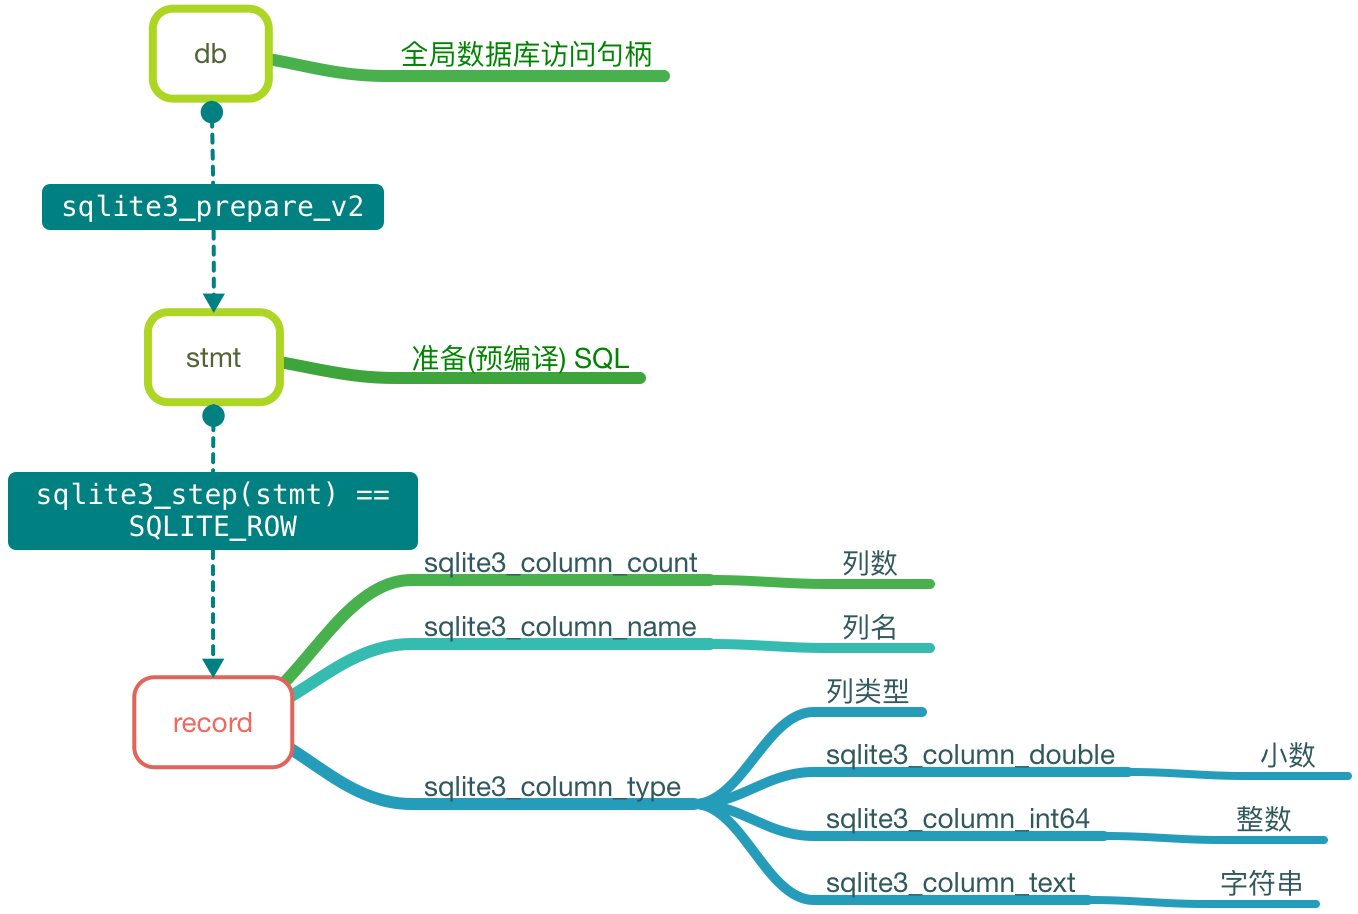 db
全局数据库访问句柄
sqlite3_prepare_v2
stmt
准备(预编译) SQL
sqlite3_step(stmt) ==
SQLITE_ROW
record
sqlite3_column_count
列数
sqlite3_column_name
列名
sqlite3_column_type
列类型
sqlite3_column_double
小数
sqlite3_column_int64
整数
sqlite3_column_text
字符串